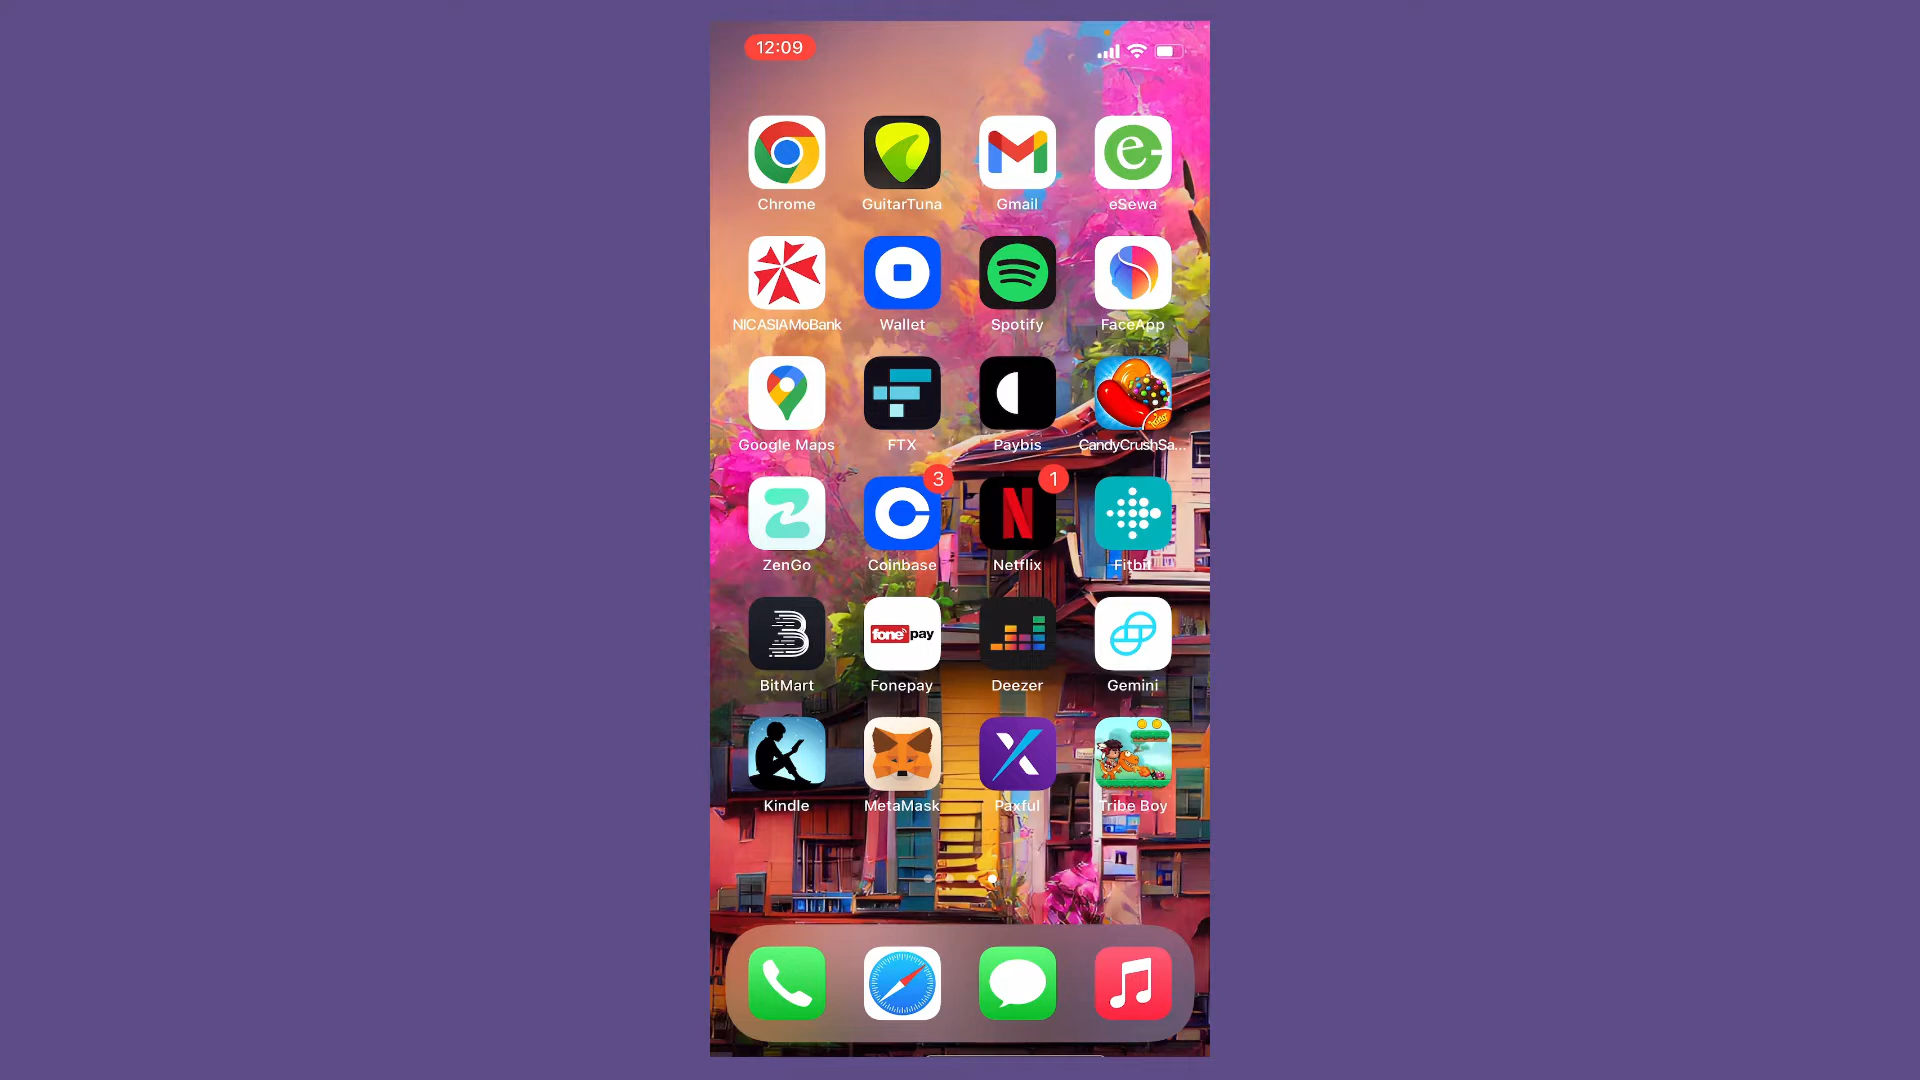 12:09
Chrome GuitarTuna Gmail eSewa
NICASIAMoBank Wallet Spotify FaceApp
Google Maps FTX Paybis CandyCrushSa...
3 1
ZenGo Coinbase Netflix Fitbit
fonepay
BitMart Fonepay Deezer Gemini
Kindle MetaMask Paxful Tribe Boy